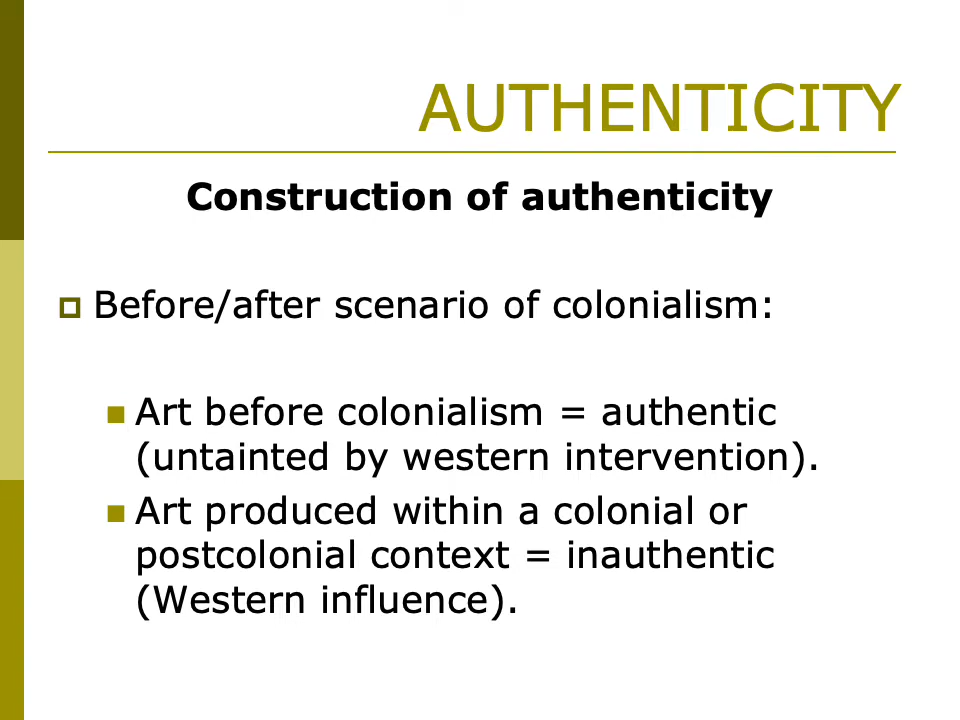 AUTHENTICITY
Construction of authenticity
Before/after scenario of colonialism:
Art before colonialism = authentic
(untainted by western intervention).
Art produced within a colonial or
postcolonial context = inauthentic
(Western influence).